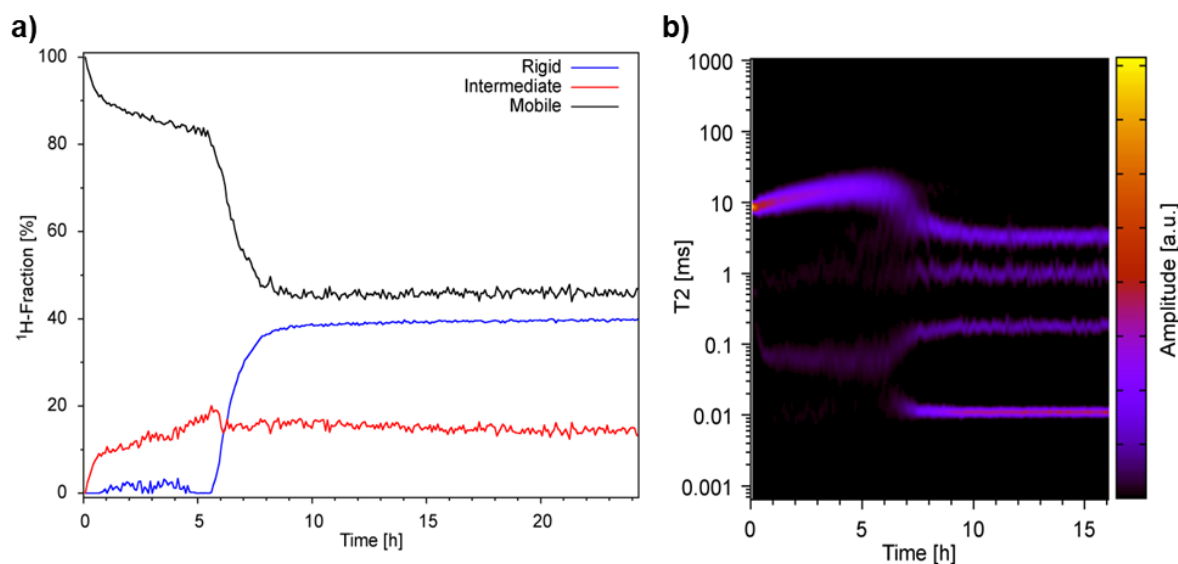 a)
100
80
60
40
20
0
¹H-Fraction [%]
Rigid
Intermediate
Mobile
0
5
10
15
20
Time [h]
b)
1000
100
10
1
0.1
0.01
0.001
T2 [ms]
0
5
10
15
Time [h]
Amplitude [a.u.]